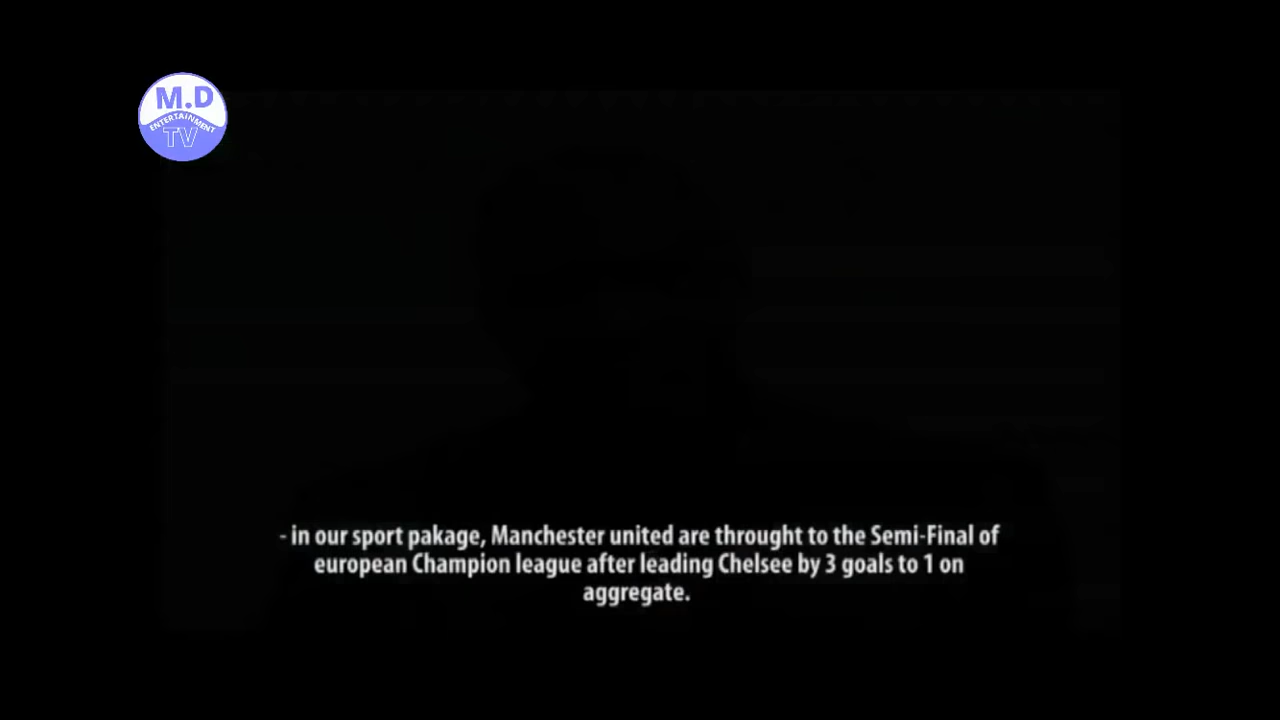 M.D
ENTERTAINMENT
TV
- in our sport pakage, Manchester united are throught to the Semi-Final of
european Champion league after leading Chelsee by 3 goals to 1 on
aggregate.